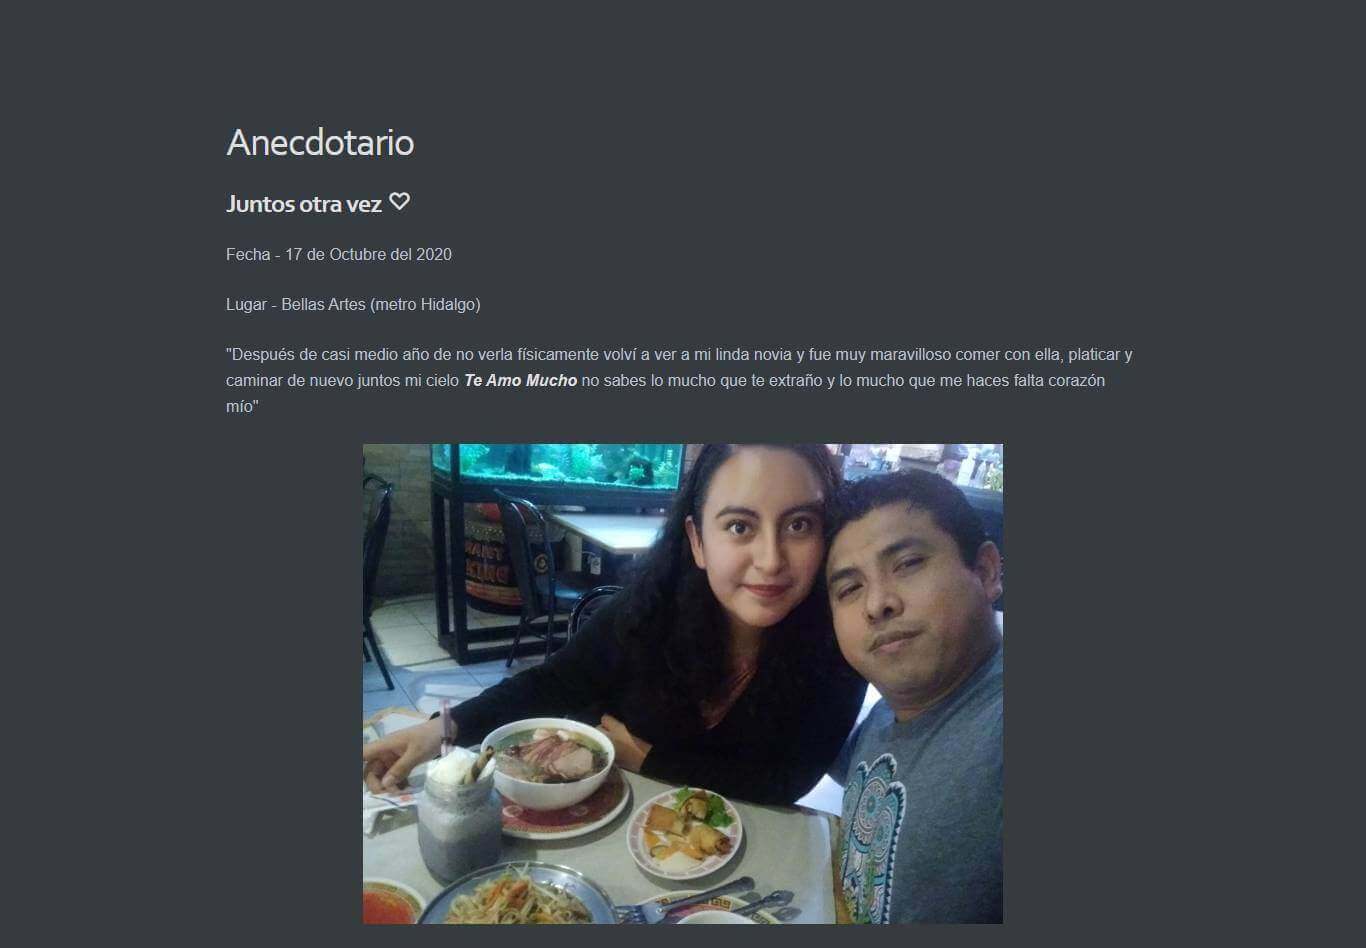 Anecdotario
Juntos otra vez ♡
Fecha - 17 de Octubre del 2020
Lugar - Bellas Artes (metro Hidalgo)
"Después de casi medio año de no verla físicamente volví a ver a mi linda novia y fue muy maravilloso comer con ella, platicar y
caminar de nuevo juntos mi cielo Te Amo Mucho no sabes lo mucho que te extraño y lo mucho que me haces falta corazón
mío"